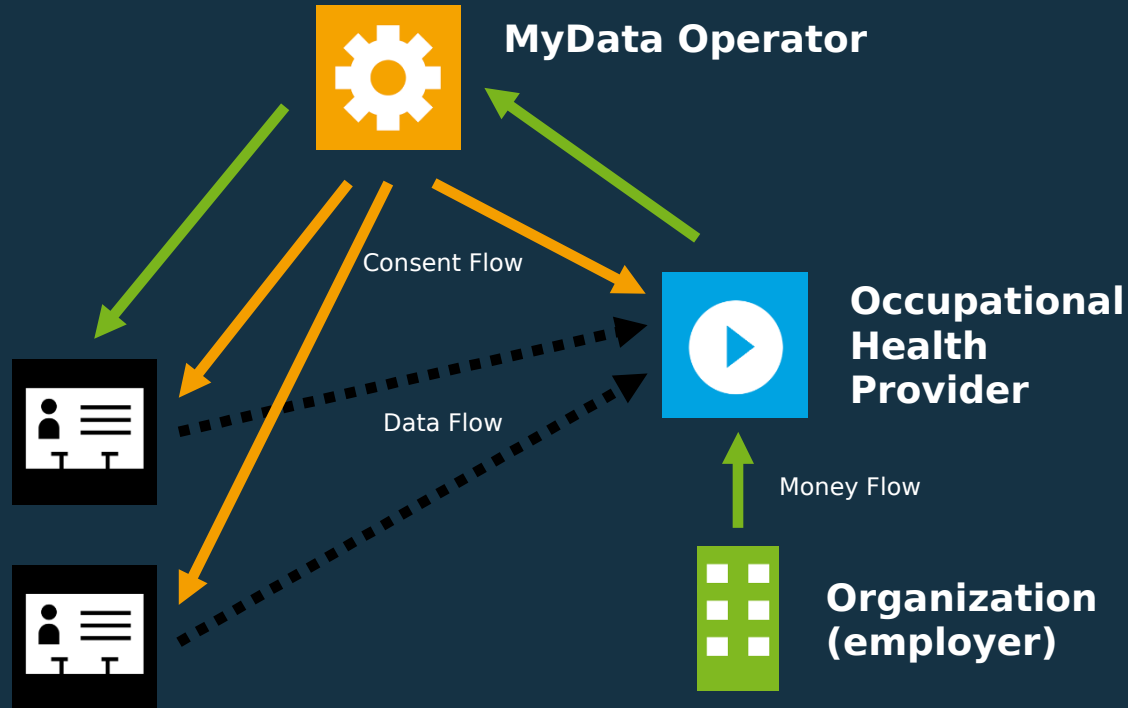 MyData Operator
Consent Flow
Occupational
Health
Provider
Data Flow
Money Flow
Organization
(employer)